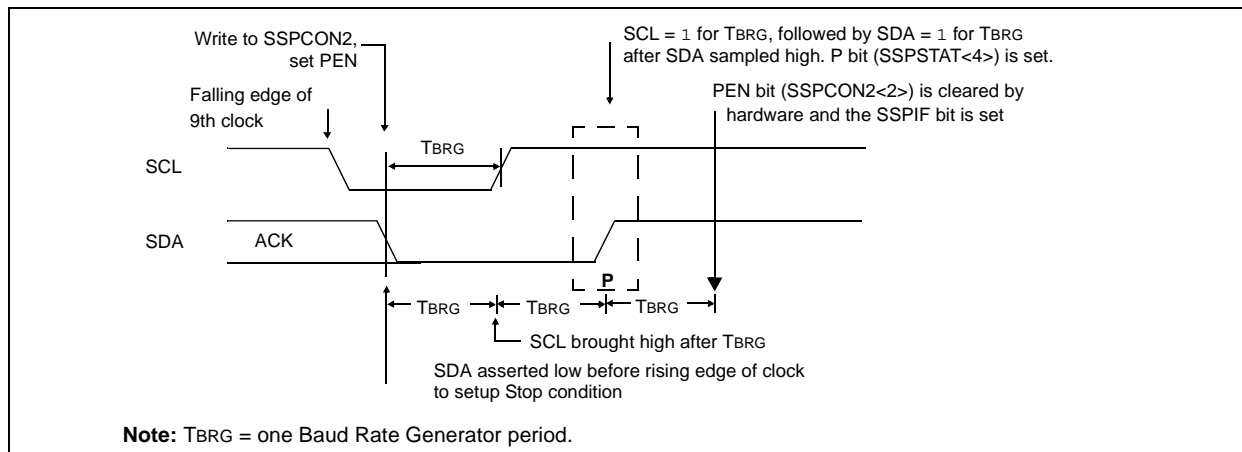 Write to SSPCON2,
set PEN
SCL = 1 for TBRG, followed by SDA = 1 for TBRG
after SDA sampled high. P bit (SSPSTAT<4>) is set.
Falling edge of
9th clock
PEN bit (SSPCON2<2>) is cleared by
hardware and the SSPIF bit is set
TBRG
SCL
SDA
ACK
P
TBRG
TBRG
TBRG
SCL brought high after TBRG
SDA asserted low before rising edge of clock
to setup Stop condition
Note: TBRG = one Baud Rate Generator period.